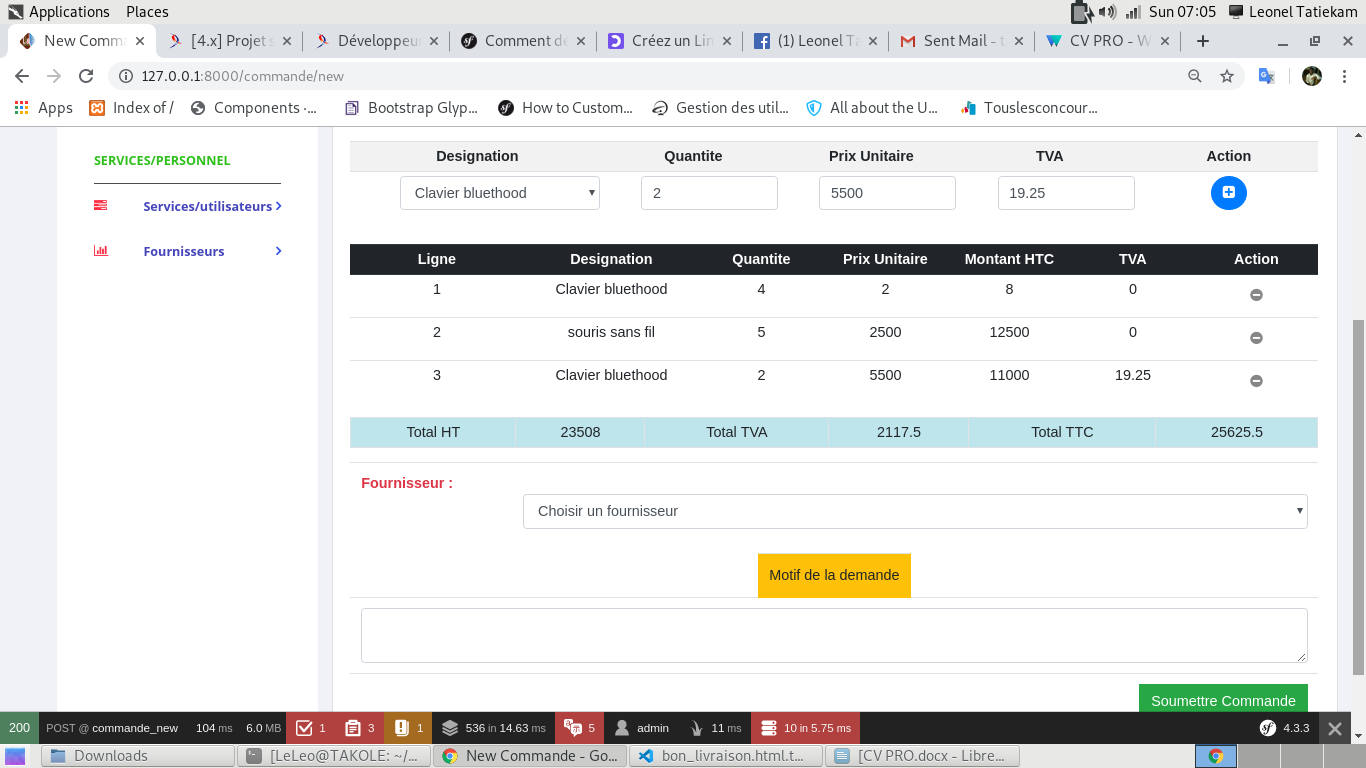 Applications Places Sun 07:05 Leonel Tatiekam
New Comm [4.x] Projet s Développeu Comment de Créez un Lin (1) Leonel Ta Sent Mail - t CV PRO - W
127.0.0.1:8000/commande/new
Apps Index of / Components ·... Bootstrap Glyp... How to Custom... Gestion des util... All about the U... Touslesconcour...
SERVICES/PERSONNEL
Services/utilisateurs
Fournisseurs
Designation Quantite Prix Unitaire TVA Action
Clavier bluethood 2 5500 19.25
Ligne Designation Quantite Prix Unitaire Montant HTC TVA Action
1 Clavier bluethood 4 2 8 0
2 souris sans fil 5 2500 12500 0
3 Clavier bluethood 2 5500 11000 19.25
Total HT 23508 Total TVA 2117.5 Total TTC 25625.5
Fournisseur :
Choisir un fournisseur
Motif de la demande
Soumettre Commande
200 POST @ commande_new 104 ms 6.0 MB 1 3 1 536 in 14.63 ms 5 admin 11 ms 10 in 5.75 ms 4.3.3
Downloads [LeLeo@TAKOLE: ~/... New Commande - Go... bon_livraison.html.t... [CV PRO.docx - Libre...